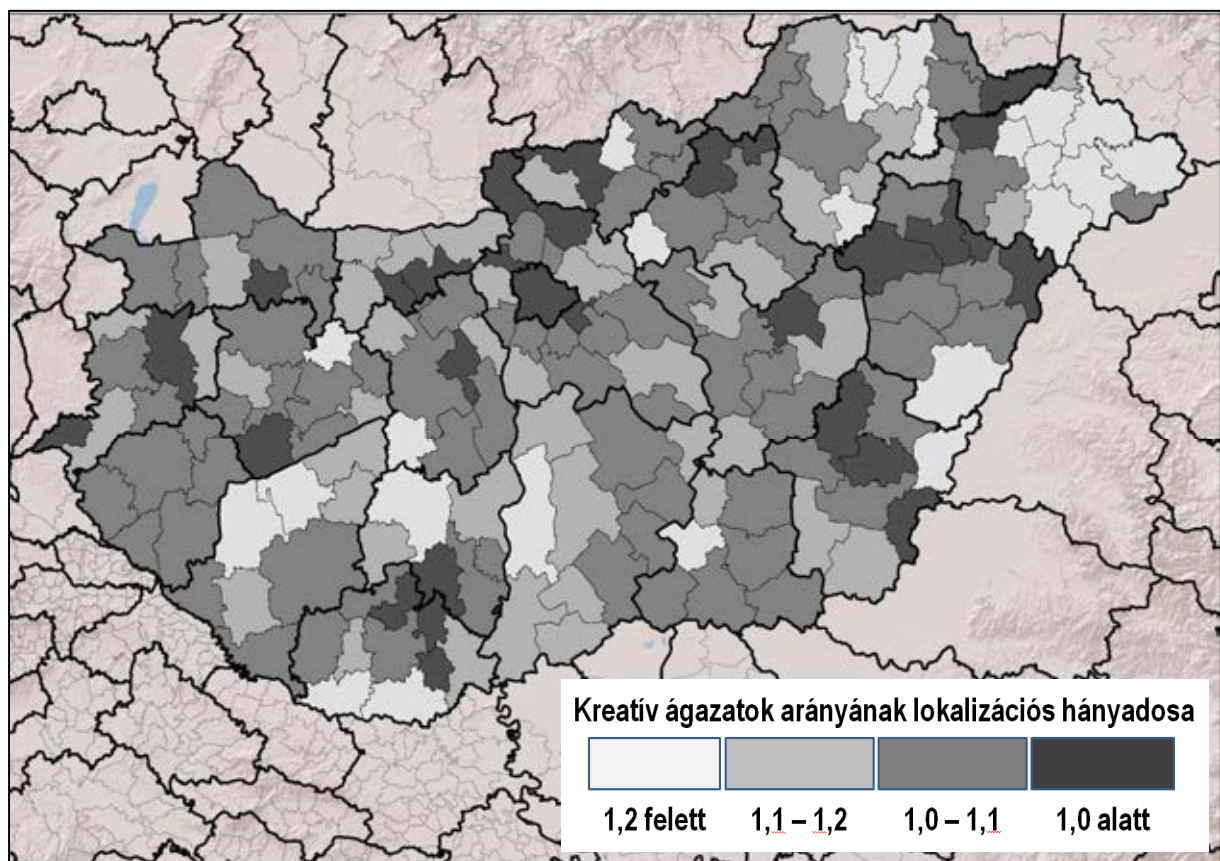 Kreatív ágazatok arányának lokalizációs hányadosa
1,2 felett 1,1 – 1,2 1,0 – 1,1 1,0 alatt